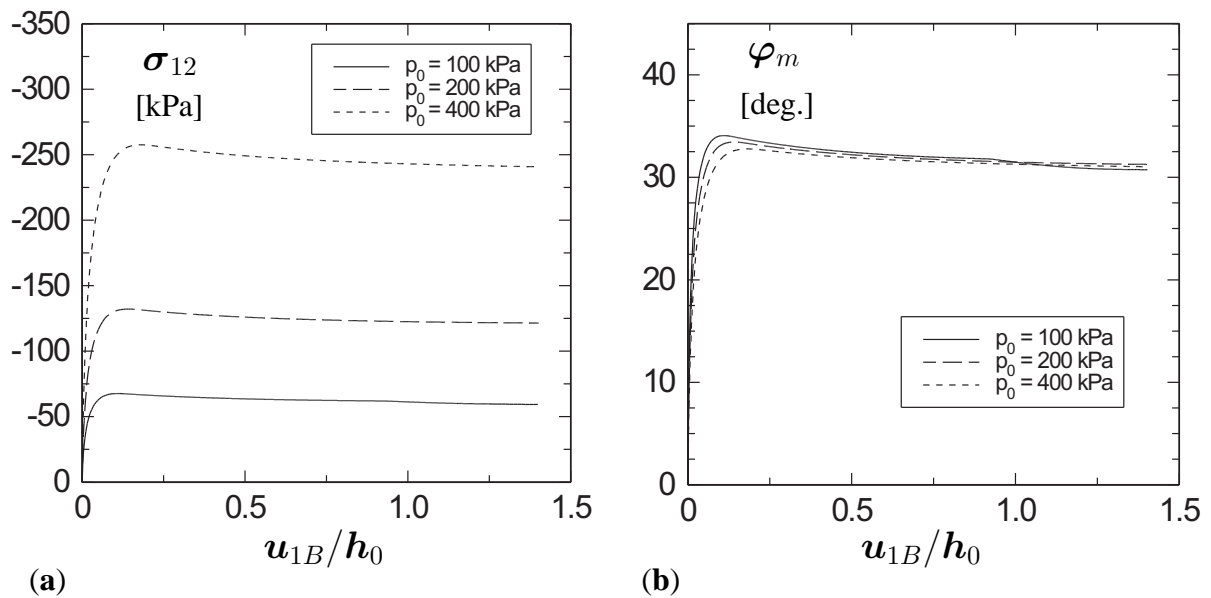 -350
-300
-250
-200
-150
-100
-50
0
σ12
[kPa]
p0 = 100 kPa
p0 = 200 kPa
p0 = 400 kPa
0 0.5 1.0 1.5
u1B/h0
(a)
40
30
20
10
0
φm
[deg.]
p0 = 100 kPa
p0 = 200 kPa
p0 = 400 kPa
0 0.5 1.0 1.5
u1B/h0
(b)